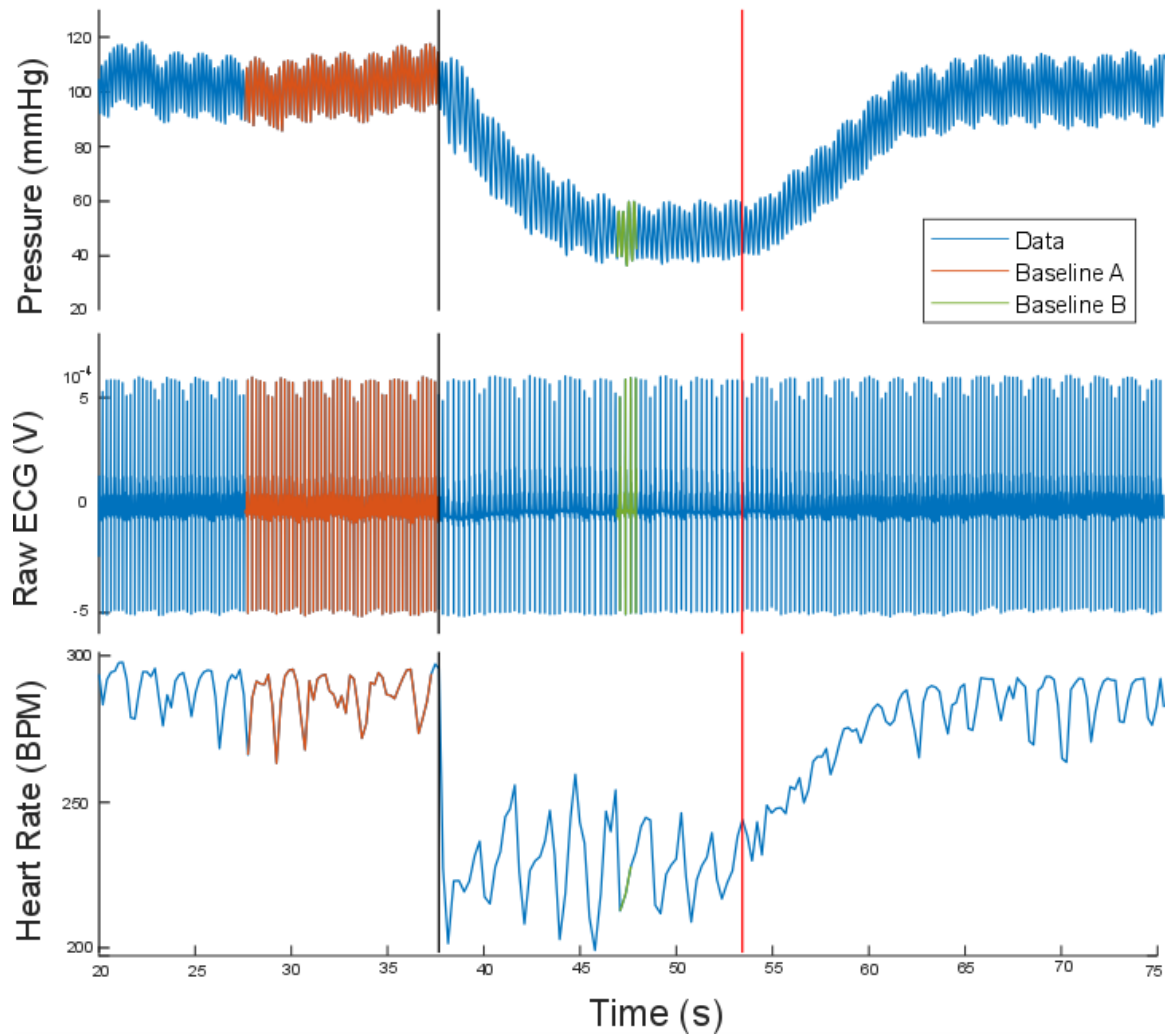 Pressure (mmHg)
120
100
80
60
40
20
Data
Baseline A
Baseline B
Raw ECG (V)
10-4
5
0
-5
Heart Rate (BPM)
300
250
200
20 25 30 35 40 45 50 55 60 65 70 75
Time (s)